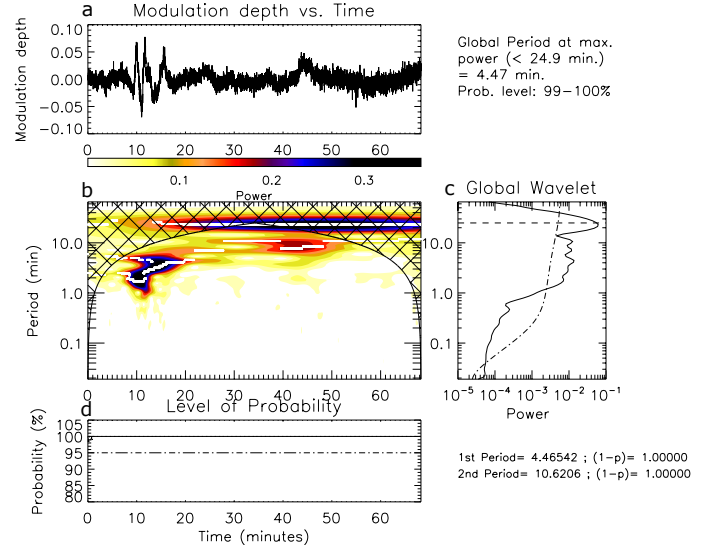 a
Modulation depth vs. Time
Modulation depth
0.10
0.05
0.00
−0.05
−0.10
0 10 20 30 40 50 60
Global Period at max.
power (< 24.9 min.)
= 4.47 min.
Prob. level: 99−100%
0.1 0.2 0.3
Power
b
Period (min)
10.0
1.0
0.1
0 10 20 30 40 50 60
c
Global Wavelet
10.0
1.0
0.1
10−5 10−4 10−3 10−2 10−1
Power
d
Level of Probability
Probability (%)
105
100
95
90
85
80
0 10 20 30 40 50 60
Time (minutes)
1st Period= 4.46542 ; (1-p)= 1.00000
2nd Period= 10.6206 ; (1-p)= 1.00000